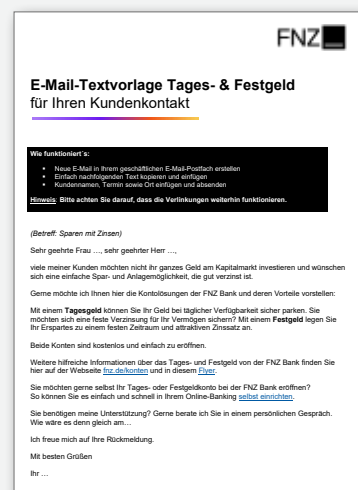 FNZ
E-Mail-Textvorlage Tages- & Festgeld
für Ihren Kundenkontakt
Wie funktioniert´s:
▪ Neue E-Mail in Ihrem geschäftlichen E-Mail-Postfach erstellen
▪ Einfach nachfolgenden Text kopieren und einfügen
▪ Kundennamen, Termin sowie Ort einfügen und absenden
Hinweis: Bitte achten Sie darauf, dass die Verlinkungen weiterhin funktionieren.
(Betreff: Sparen mit Zinsen)
Sehr geehrte Frau …, sehr geehrter Herr …,
viele meiner Kunden möchten nicht ihr ganzes Geld am Kapitalmarkt investieren und wünschen
sich eine einfache Spar- und Anlagemöglichkeit, die gut verzinst ist.
Gerne möchte ich Ihnen hier die Kontolösungen der FNZ Bank und deren Vorteile vorstellen:
Mit einem Tagesgeld können Sie Ihr Geld bei täglicher Verfügbarkeit sicher parken. Sie
möchten sich eine feste Verzinsung für Ihr Vermögen sichern? Mit einem Festgeld legen Sie
Ihr Erspartes zu einem festen Zeitraum und attraktiven Zinssatz an.
Beide Konten sind kostenlos und einfach zu eröffnen.
Weitere hilfreiche Informationen über das Tages- und Festgeld von der FNZ Bank finden Sie
hier auf der Webseite fnz.de/konten und in diesem Flyer.
Sie möchten gerne selbst Ihr Tages- oder Festgeldkonto bei der FNZ Bank eröffnen?
So können Sie es einfach und schnell in Ihrem Online-Banking selbst einrichten.
Sie benötigen meine Unterstützung? Gerne berate ich Sie in einem persönlichen Gespräch.
Wie wäre es denn gleich am…
Ich freue mich auf Ihre Rückmeldung.
Mit besten Grüßen
Ihr …